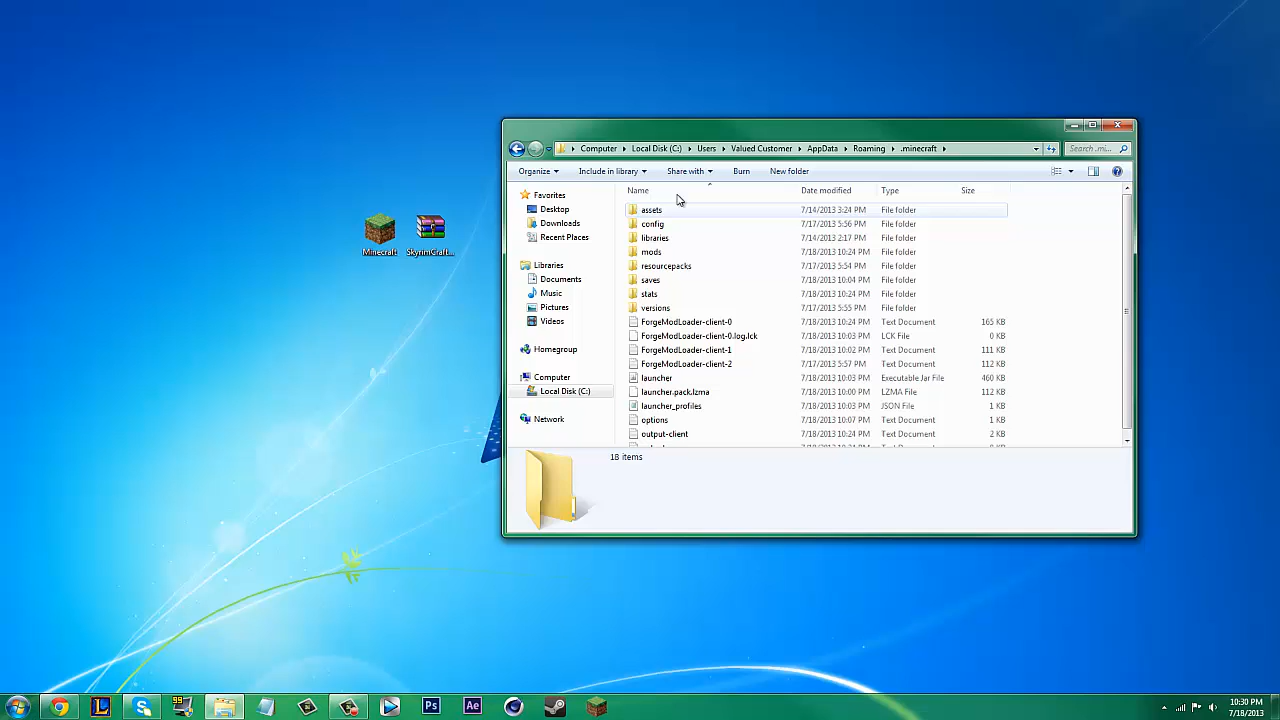 Computer Local Disk (C:) Users Valued Customer AppData Roaming .minecraft Search .mi...
Organize Include in library Share with Burn New folder
Name Date modified Type Size
Favorites
Desktop
Downloads
Recent Places
Libraries
Documents
Music
Pictures
Videos
Homegroup
Computer
Local Disk (C:)
Network
assets 7/14/2013 3:24 PM File folder
config 7/17/2013 5:56 PM File folder
libraries 7/14/2013 2:17 PM File folder
mods 7/18/2013 10:24 PM File folder
resourcepacks 7/17/2013 5:54 PM File folder
saves 7/18/2013 10:04 PM File folder
stats 7/18/2013 10:24 PM File folder
versions 7/17/2013 5:55 PM File folder
ForgeModLoader-client-0 7/18/2013 10:24 PM Text Document 165 KB
ForgeModLoader-client-0.log.lck 7/18/2013 10:03 PM LCK File 0 KB
ForgeModLoader-client-1 7/18/2013 10:02 PM Text Document 111 KB
ForgeModLoader-client-2 7/17/2013 5:57 PM Text Document 112 KB
launcher 7/18/2013 10:03 PM Executable Jar File 460 KB
launcher.pack.lzma 7/18/2013 10:00 PM LZMA File 112 KB
launcher_profiles 7/18/2013 10:03 PM JSON File 1 KB
options 7/18/2013 10:07 PM Text Document 1 KB
output-client 7/18/2013 10:24 PM Text Document 2 KB
18 items
Minecraft
SkyrimCraft...
99
Ps
Ae
10:30 PM
7/18/2013